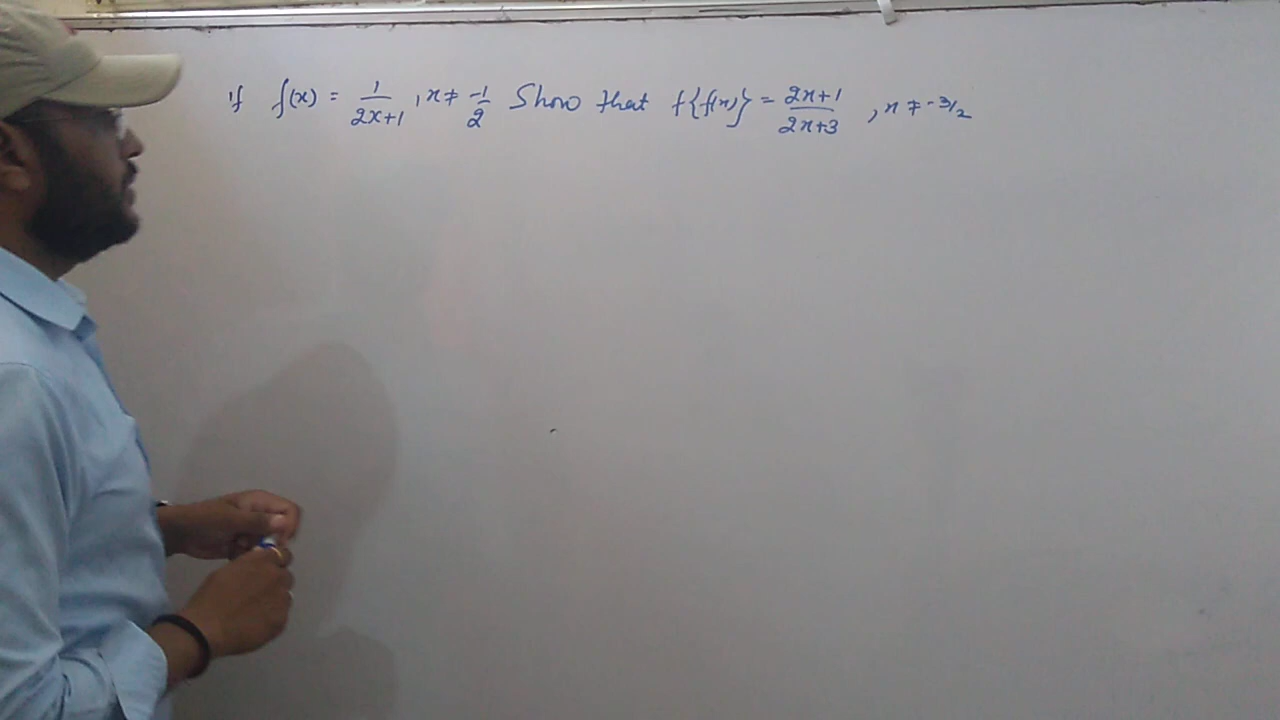 If f(x) = 1/2x+1 , x ≠ -1/2 Show that f{f(x)} = 2x+1/2x+3 , x ≠ -3/2